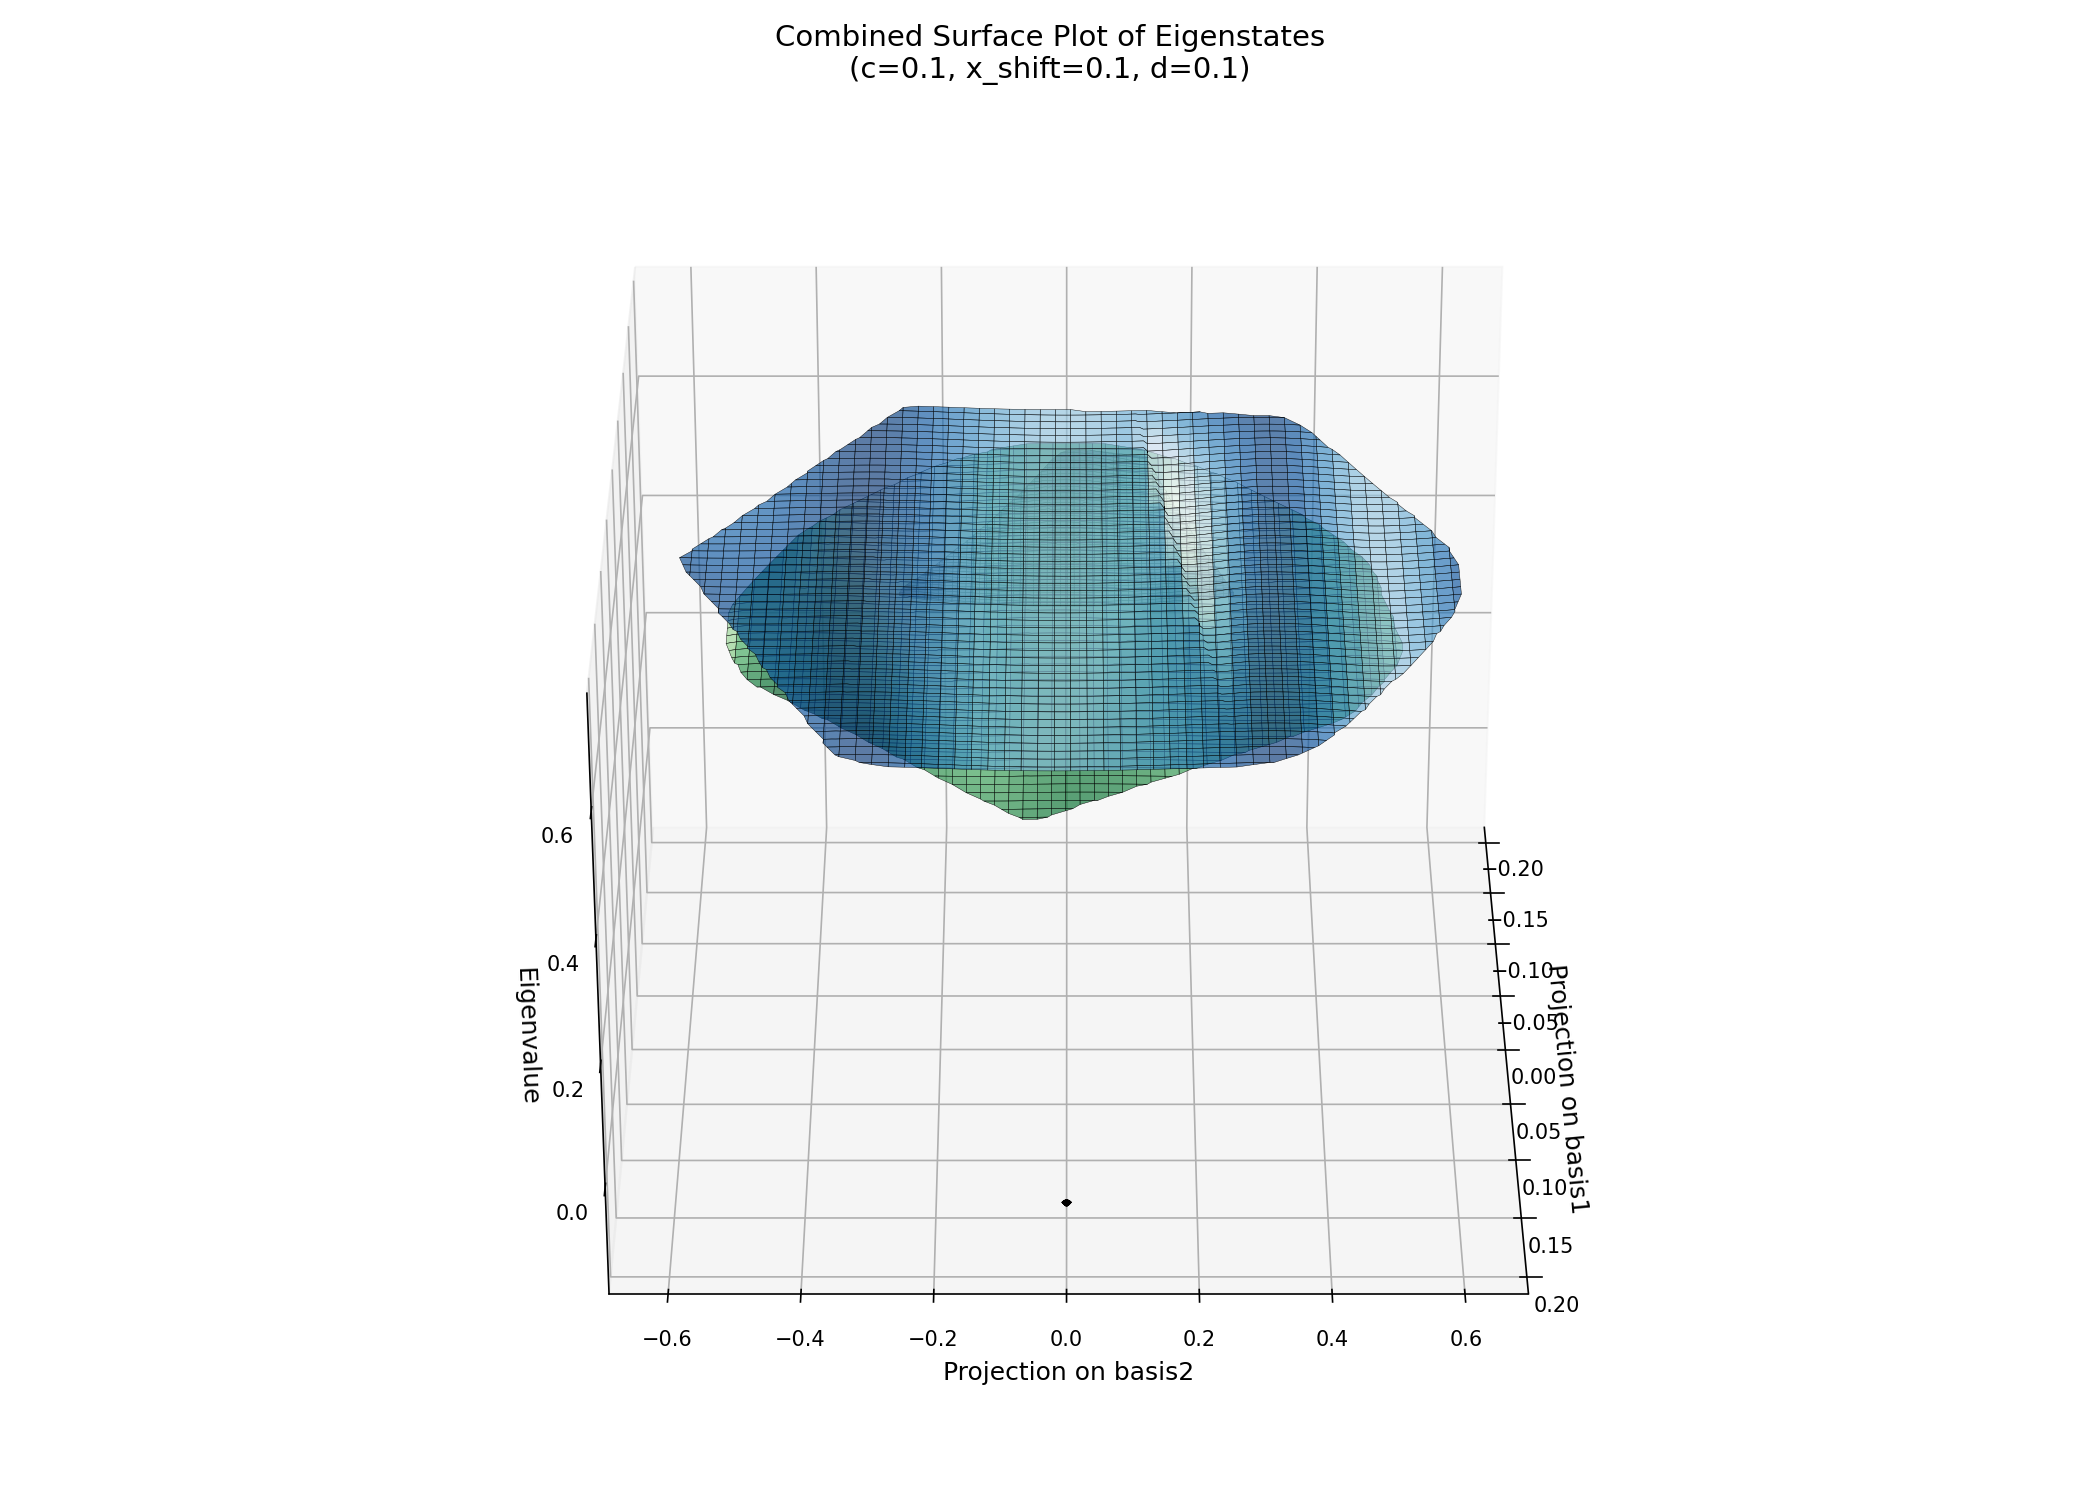 Combined Surface Plot of Eigenstates
(c=0.1, x_shift=0.1, d=0.1)
0.6
0.4
0.2
0.0
Eigenvalue
−0.20
−0.15
−0.10
−0.05
0.00
0.05
0.10
0.15
0.20
Projection on basis1
−0.6 −0.4 −0.2 0.0 0.2 0.4 0.6
Projection on basis2